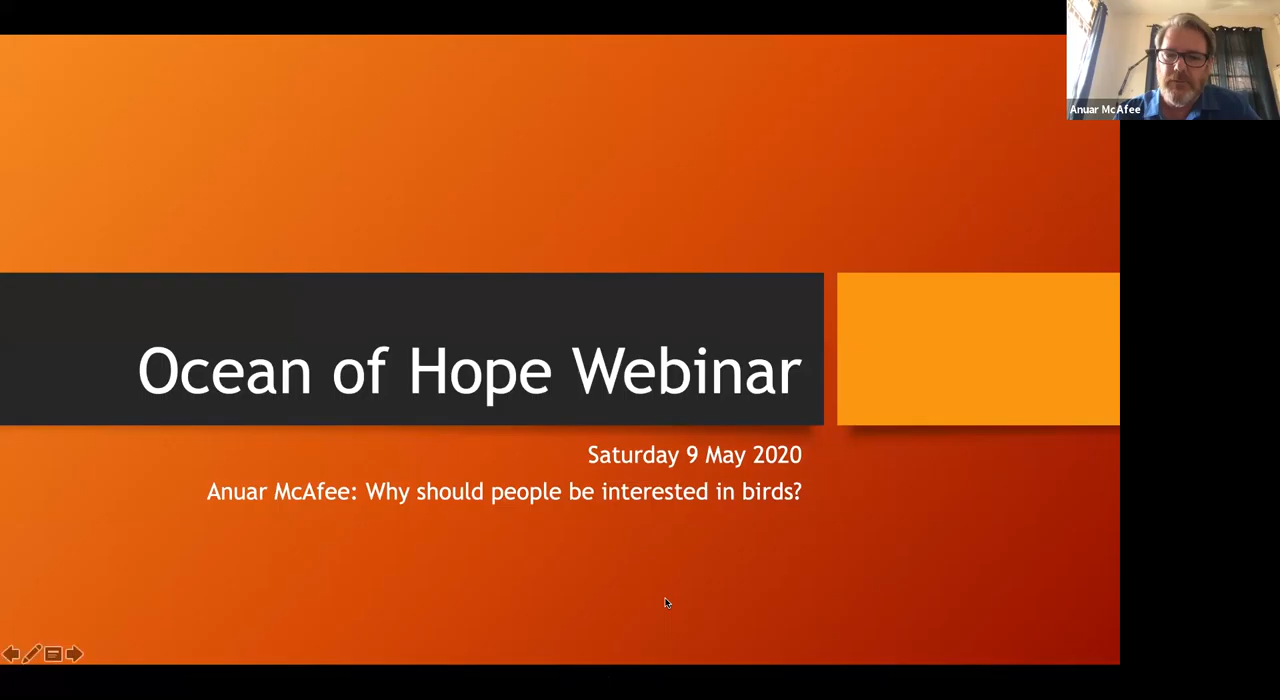 Anuar McAfee
Ocean of Hope Webinar
Saturday 9 May 2020
Anuar McAfee: Why should people be interested in birds?